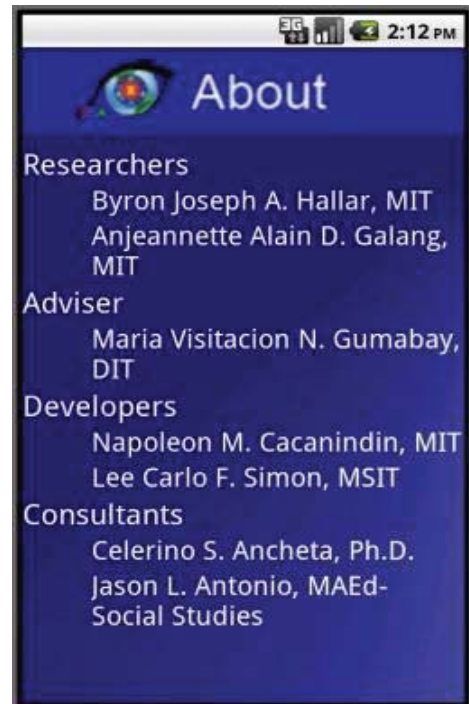 3G 2:12 PM
About
Researchers
Byron Joseph A. Hallar, MIT
Anjeannette Alain D. Galang,
MIT
Adviser
Maria Visitacion N. Gumabay,
DIT
Developers
Napoleon M. Cacanindin, MIT
Lee Carlo F. Simon, MSIT
Consultants
Celerino S. Ancheta, Ph.D.
Jason L. Antonio, MAEd-
Social Studies